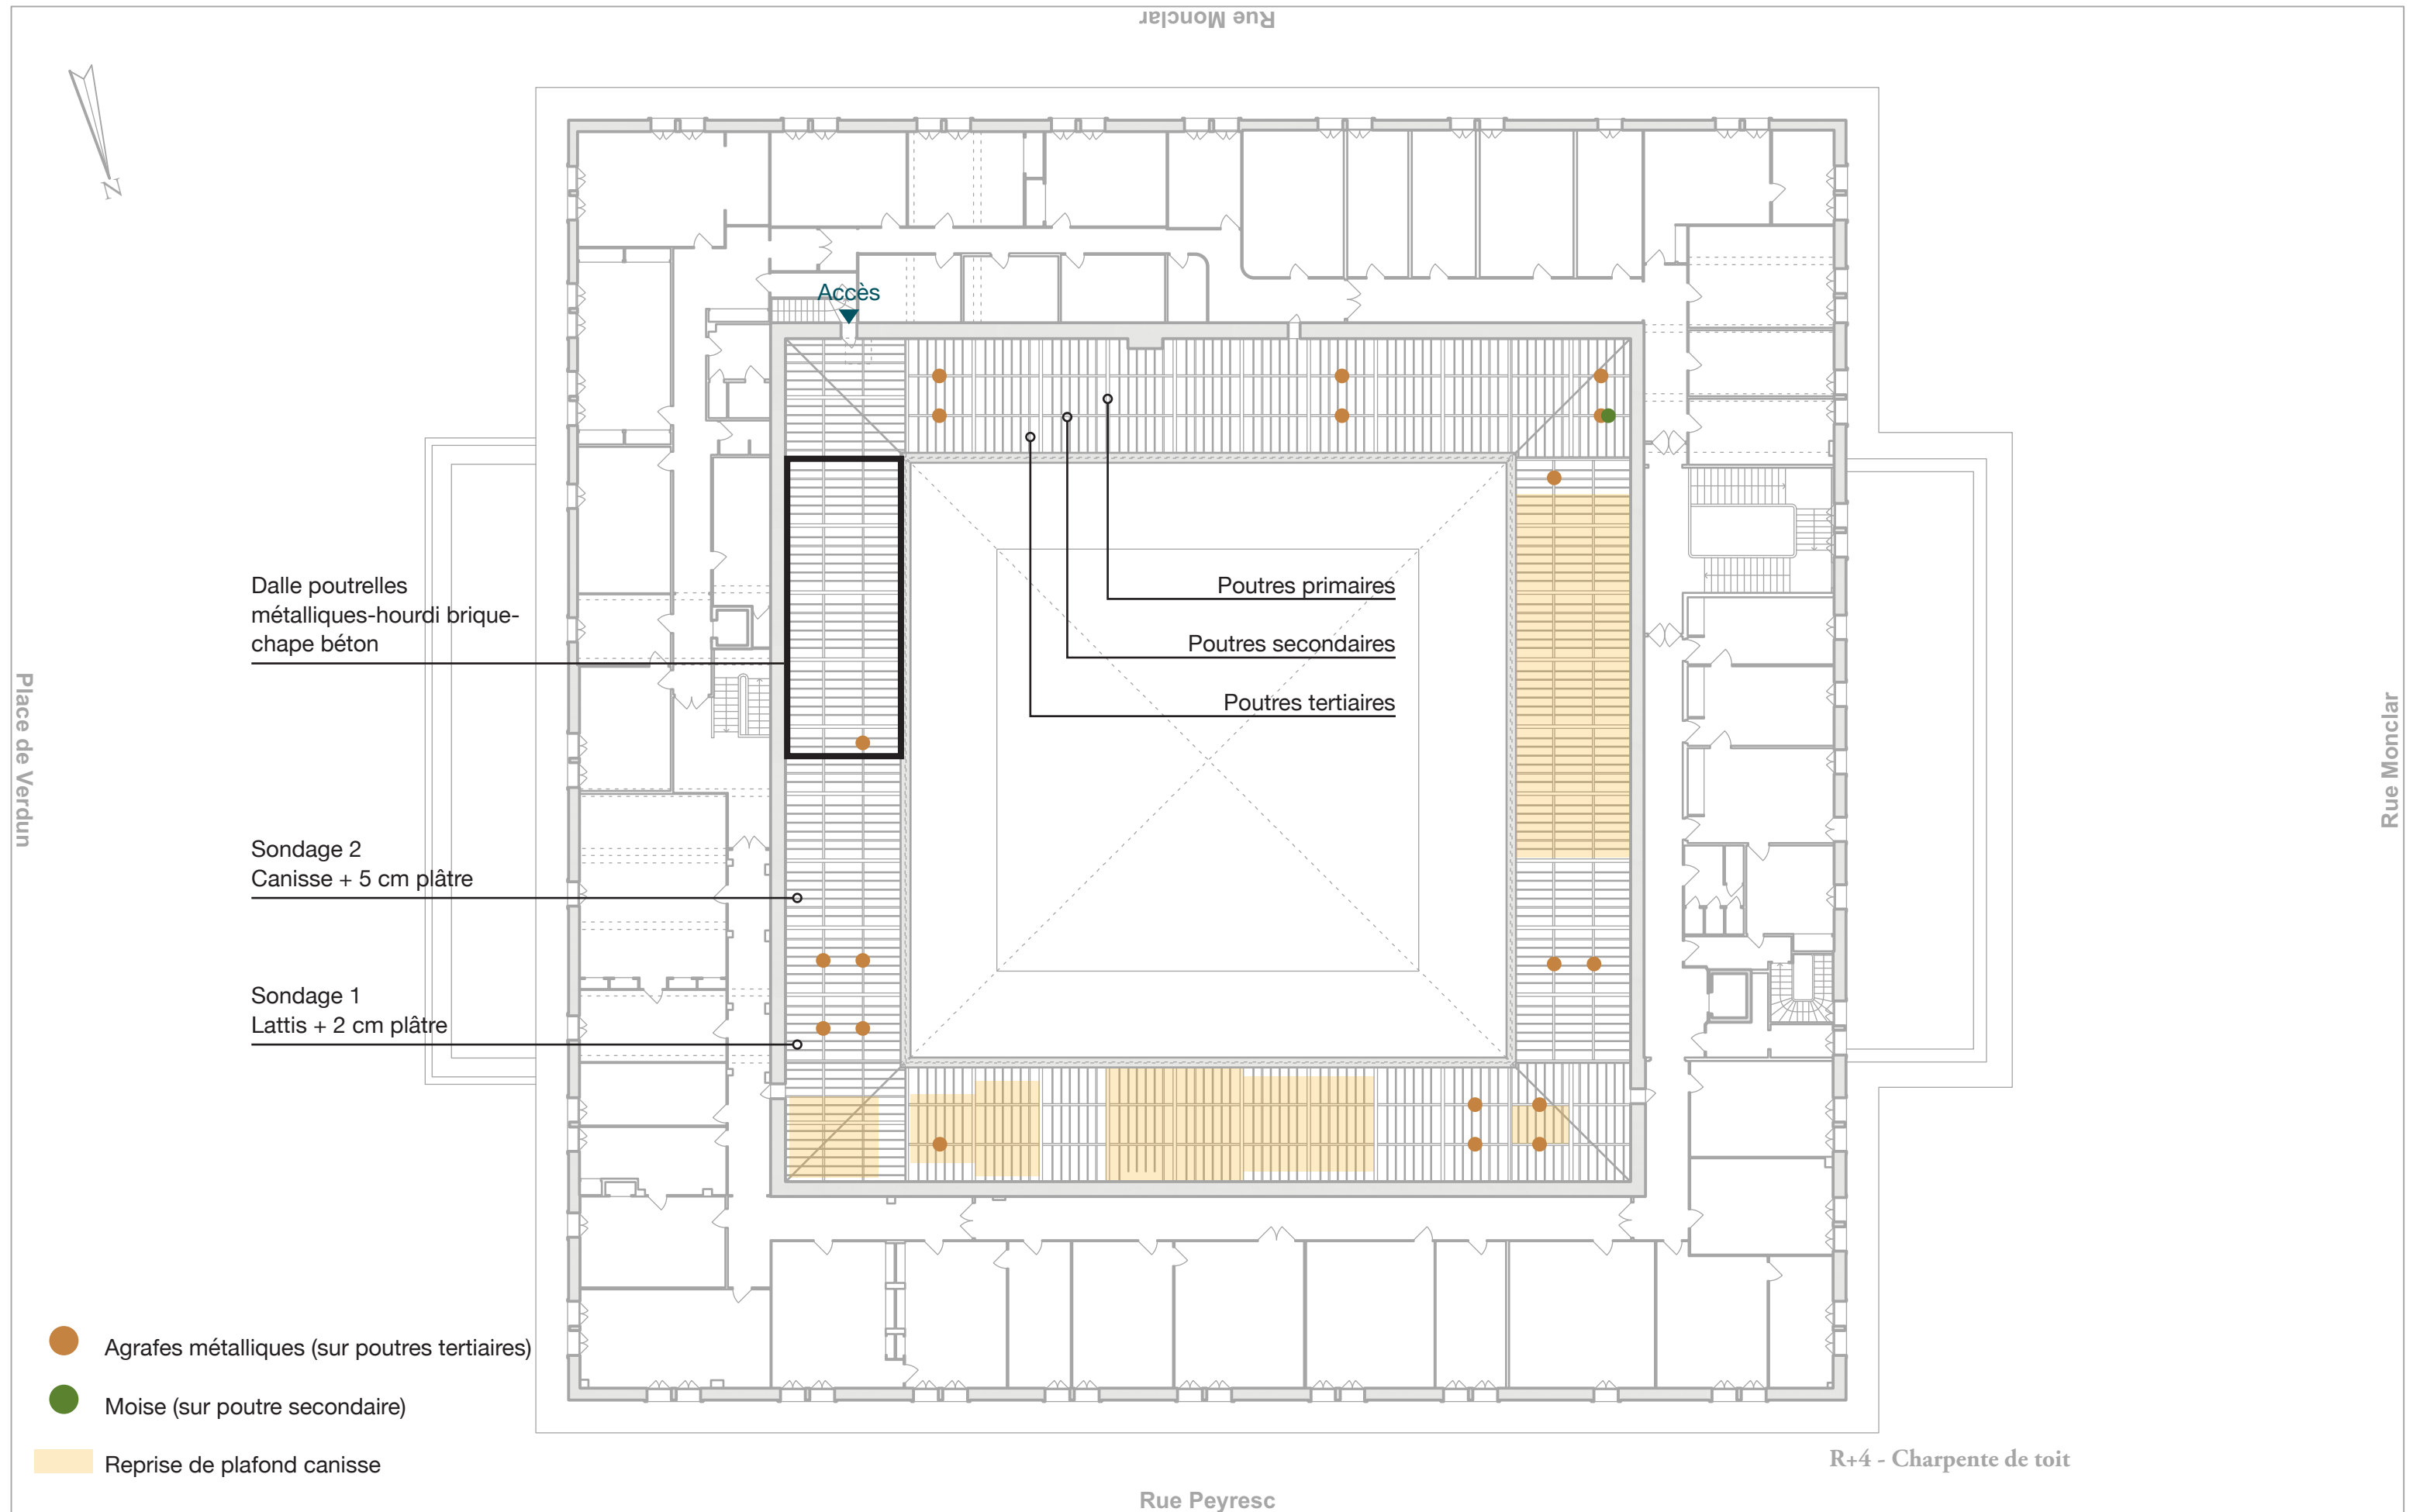 Rue Monclar
N
Accès
Dalle poutrelles
métalliques-hourdi brique-
chape béton
Poutres primaires
Poutres secondaires
Poutres tertiaires
Place de Verdun
Rue Monclar
Sondage 2
Canisse + 5 cm plâtre
Sondage 1
Lattis + 2 cm plâtre
Agrafes métalliques (sur poutres tertiaires)
Moise (sur poutre secondaire)
Reprise de plafond canisse
R+4 - Charpente de toit
Rue Peyresc